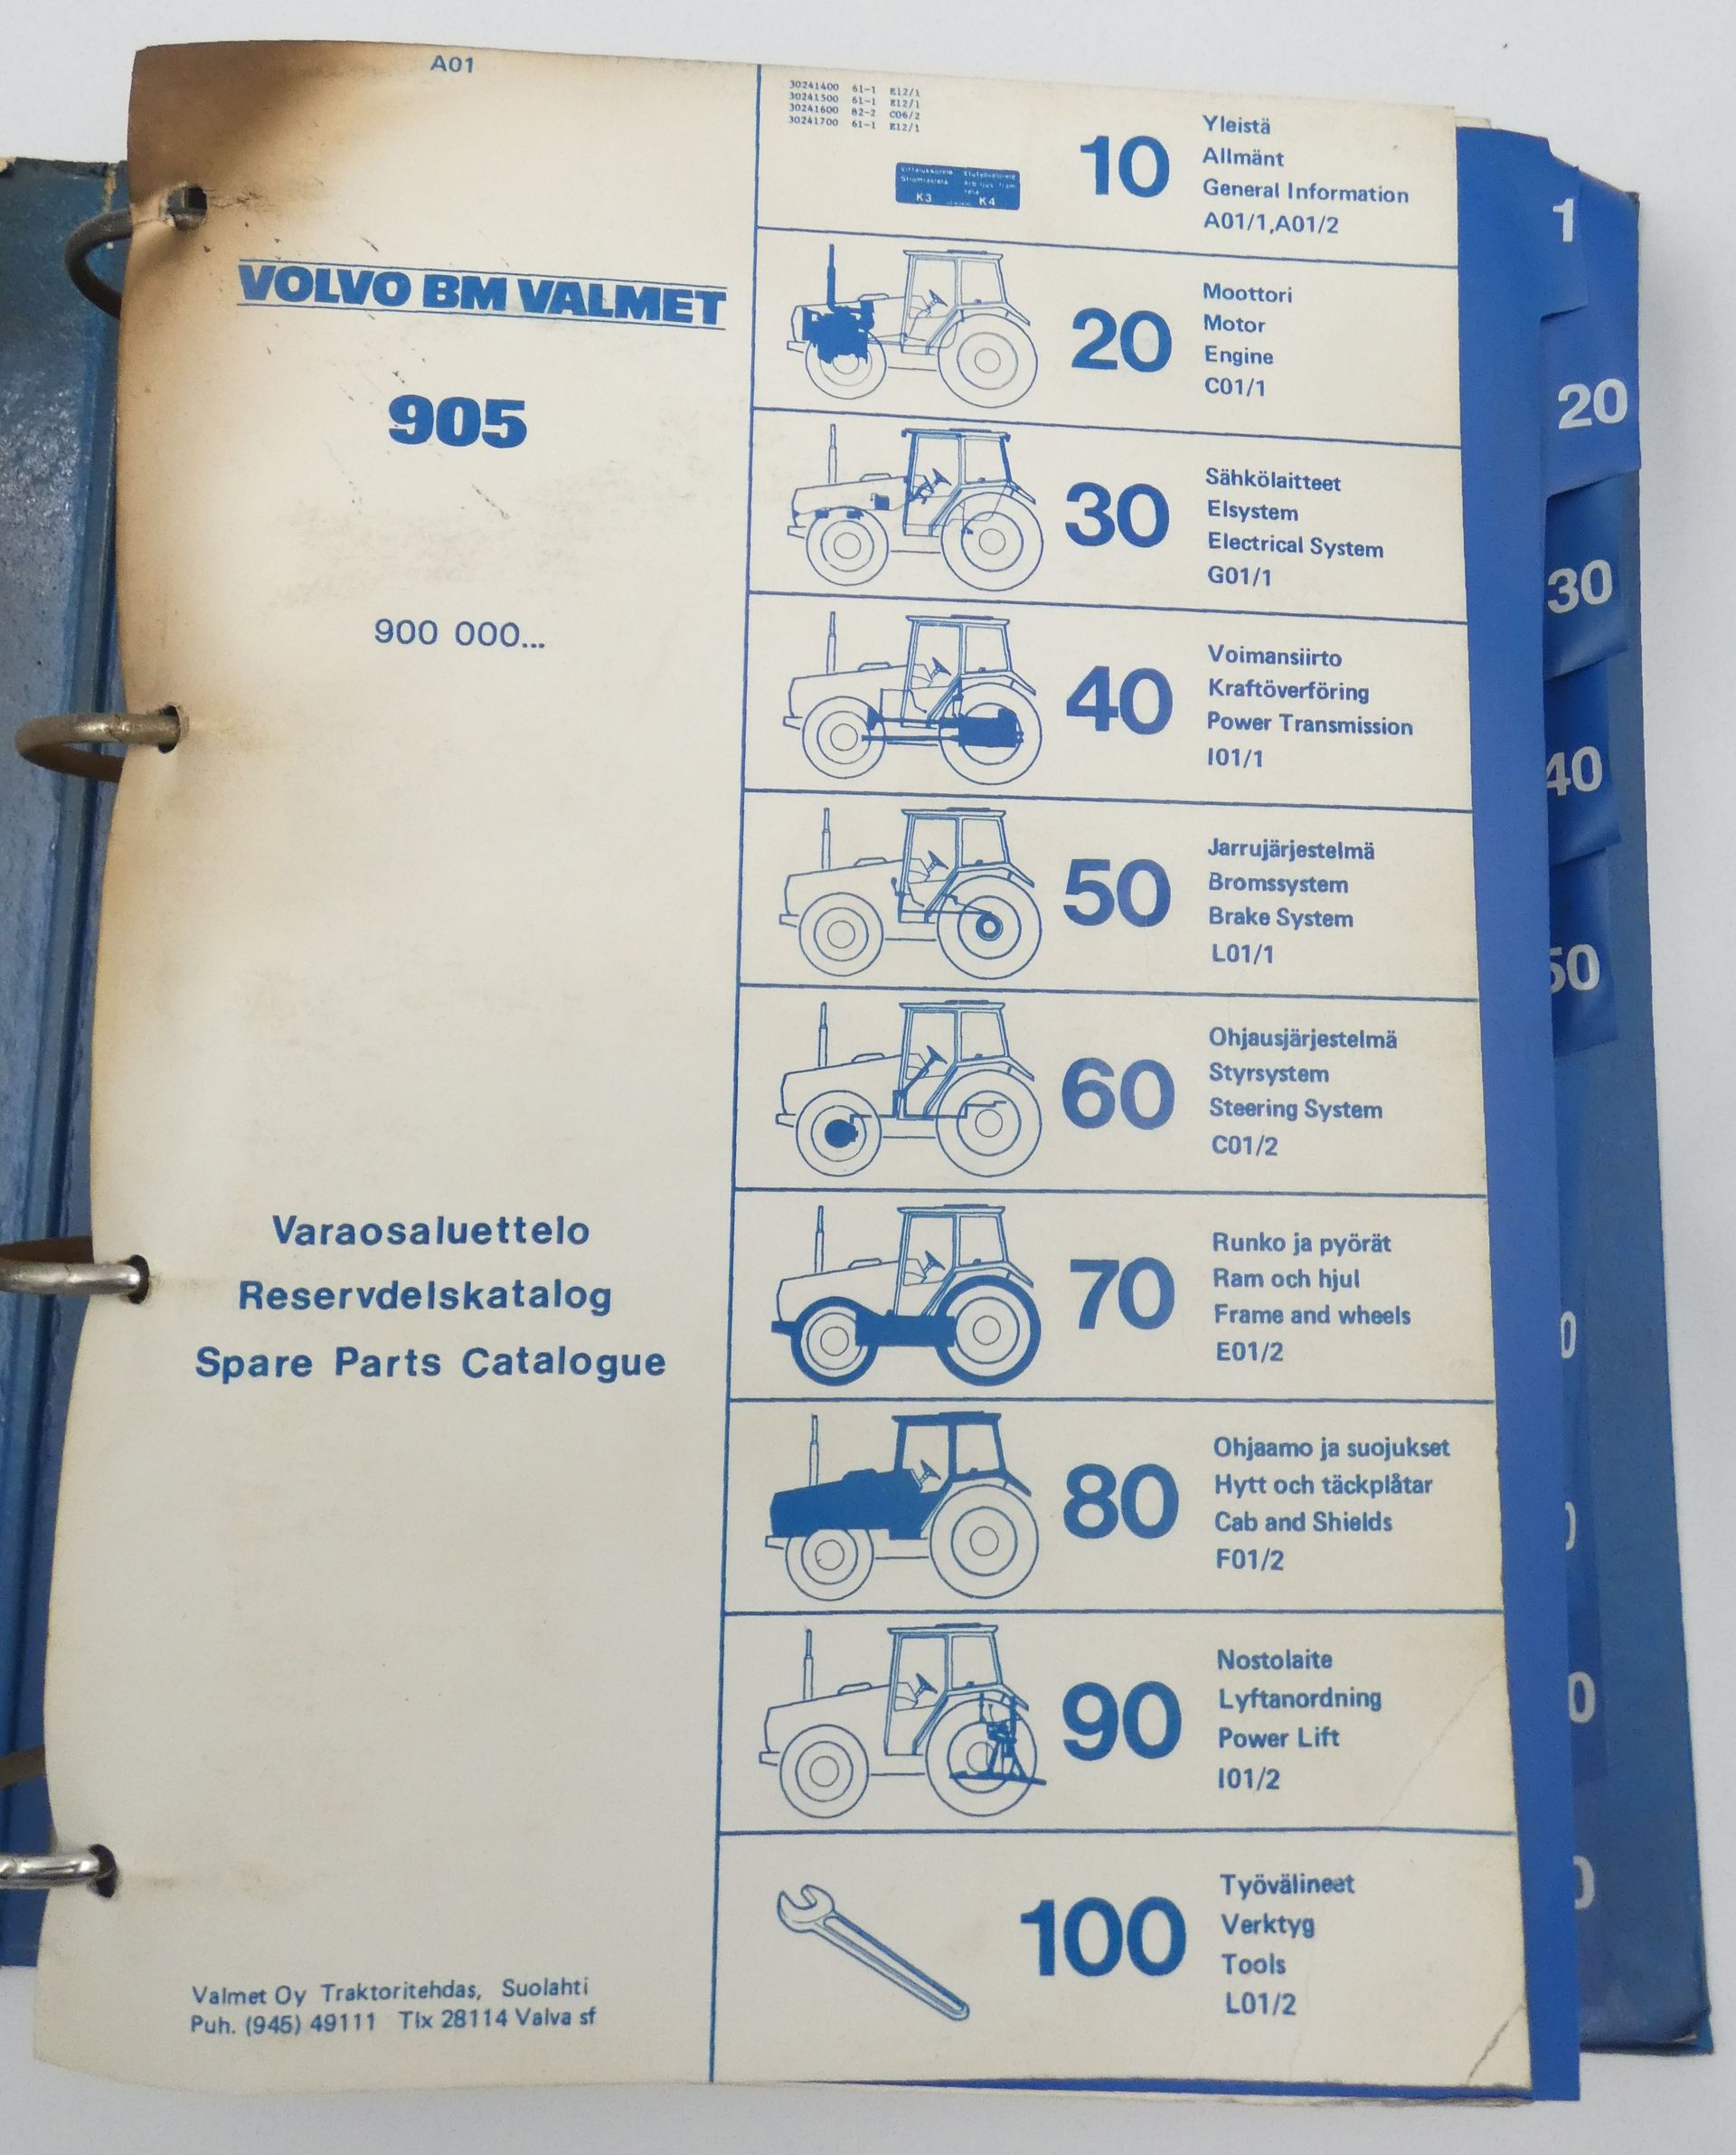 A01
VOLVO BM VALMET
905
900 000...
Varaosaluettelo
Reservdelskatalog
Spare Parts Catalogue
Valmet Oy Traktoritehdas, Suolahti
Puh. (945) 49111 Tlx 28114 Valva sf
30241400 61-1 E12/1
30241500 61-1 E12/1
30241600 82-2 C06/2
30241700 61-1 E12/1
K3 K4
10
Yleistä
Allmänt
General Information
A01/1,A01/2
20
Moottori
Motor
Engine
C01/1
30
Sähkölaitteet
Elsystem
Electrical System
G01/1
40
Voimansiirto
Kraftöverföring
Power Transmission
I01/1
50
Jarrujärjestelmä
Bromssystem
Brake System
L01/1
60
Ohjausjärjestelmä
Styrsystem
Steering System
C01/2
70
Runko ja pyörät
Ram och hjul
Frame and wheels
E01/2
80
Ohjaamo ja suojukset
Hytt och täckplåtar
Cab and Shields
F01/2
90
Nostolaite
Lyftanordning
Power Lift
I01/2
100
Työvälineet
Verktyg
Tools
L01/2
1
20
30
40
50
0
0
0
0